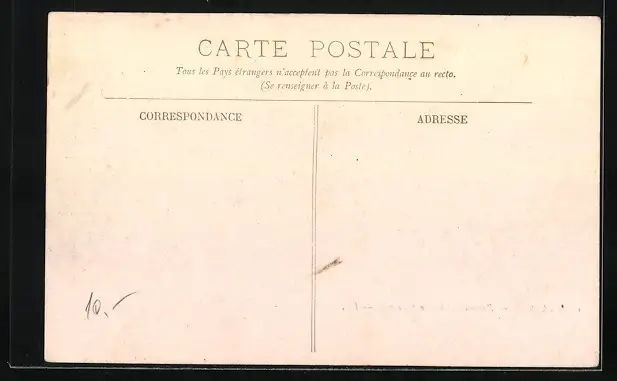 CARTE POSTALE
Tous les Pays étrangers n'acceptent pas la Correspondance au recto.
(Se renseigner à la Poste).
CORRESPONDANCE
ADRESSE
10.-